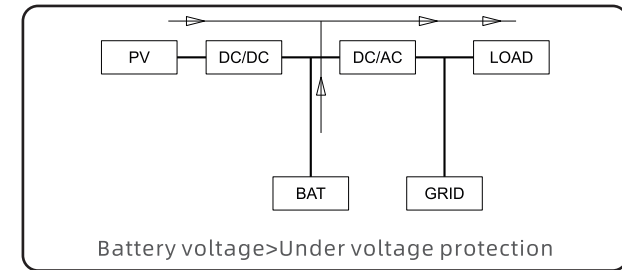 PV DC/DC DC/AC LOAD
BAT GRID
Battery voltage>Under voltage protection